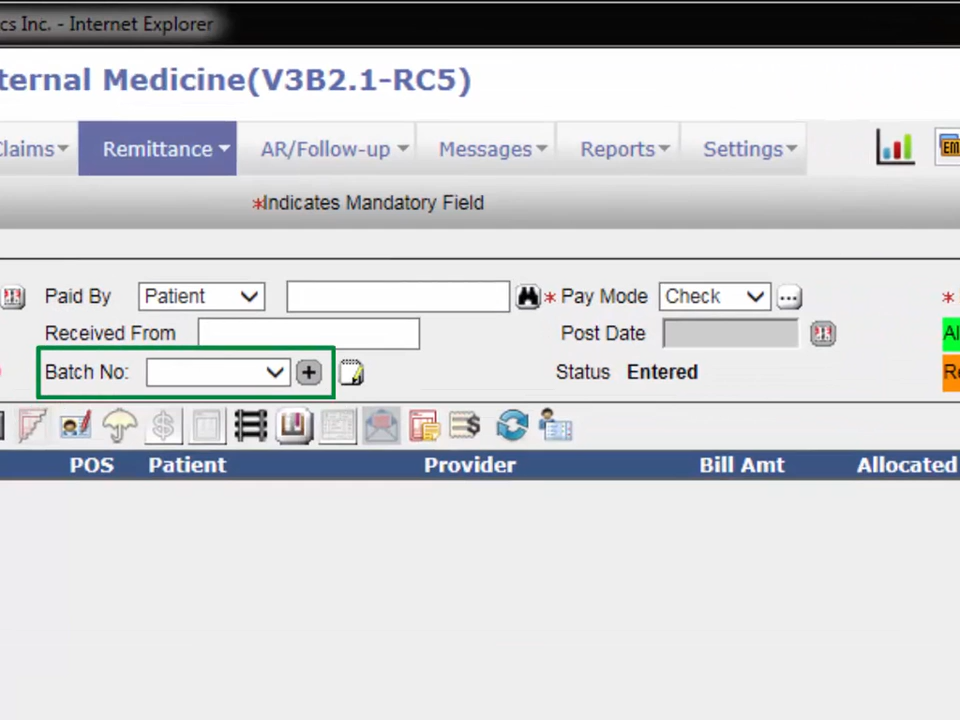 cs Inc. - Internet Explorer
ternal Medicine(V3B2.1-RC5)
Claims Remittance AR/Follow-up Messages Reports Settings
*Indicates Mandatory Field
Paid By Patient * Pay Mode Check *
Received From Post Date
Batch No: + Status Entered
POS Patient Provider Bill Amt Allocated